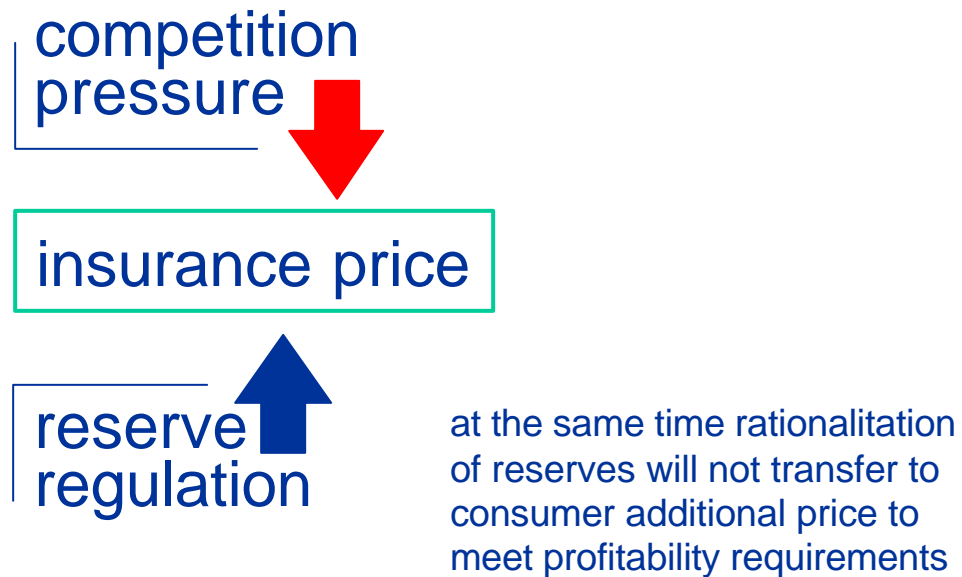 competition
pressure
insurance price
reserve
regulation
at the same time rationalitation
of reserves will not transfer to
consumer additional price to
meet profitability requirements